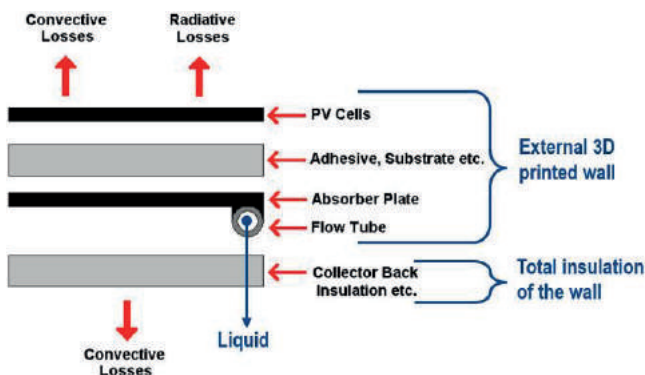 Convective
Losses
Radiative
Losses
PV Cells
Adhesive, Substrate etc.
Absorber Plate
Flow Tube
External 3D
printed wall
Collector Back
Insulation etc.
Total insulation
of the wall
Liquid
Convective
Losses